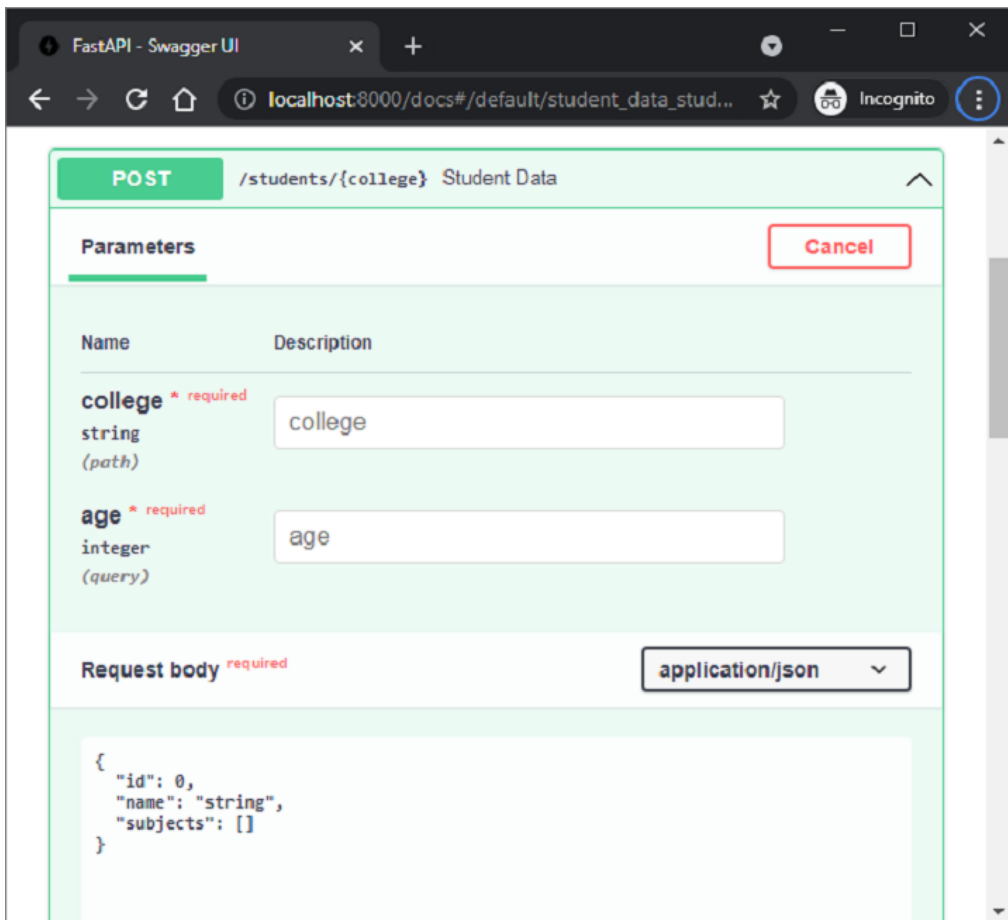 FastAPI - Swagger UI
localhost:8000/docs#/default/student_data_stud... Incognito
POST /students/{college} Student Data
Parameters Cancel
Name Description
college * required college
string
(path)
age * required age
integer
(query)
Request body required application/json
{
"id": 0,
"name": "string",
"subjects": []
}